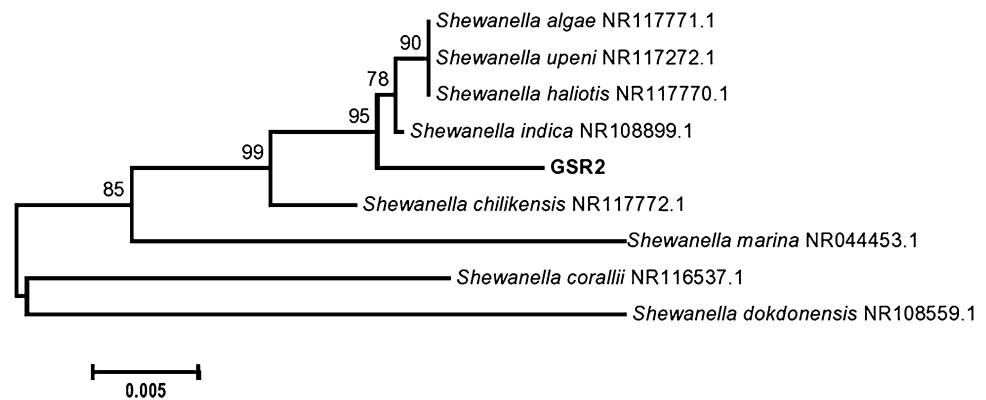 Shewanella algae NR117771.1
90
Shewanella upeni NR117272.1
78
Shewanella haliotis NR117770.1
95
Shewanella indica NR108899.1
99
GSR2
85
Shewanella chilikensis NR117772.1
Shewanella marina NR044453.1
Shewanella corallii NR116537.1
Shewanella dokdonensis NR108559.1
0.005